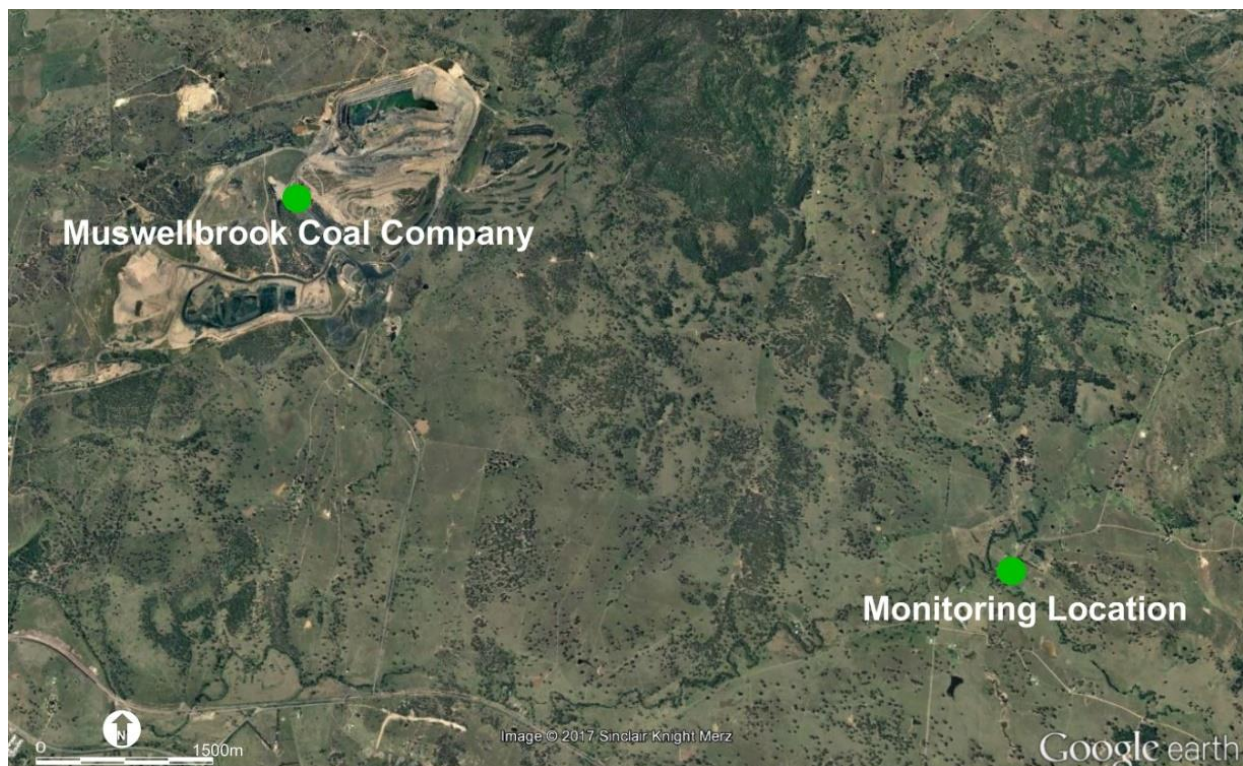 Muswellbrook Coal Company
Monitoring Location
N
0 1500m
Image © 2017 Sinclair Knight Merz
Google earth